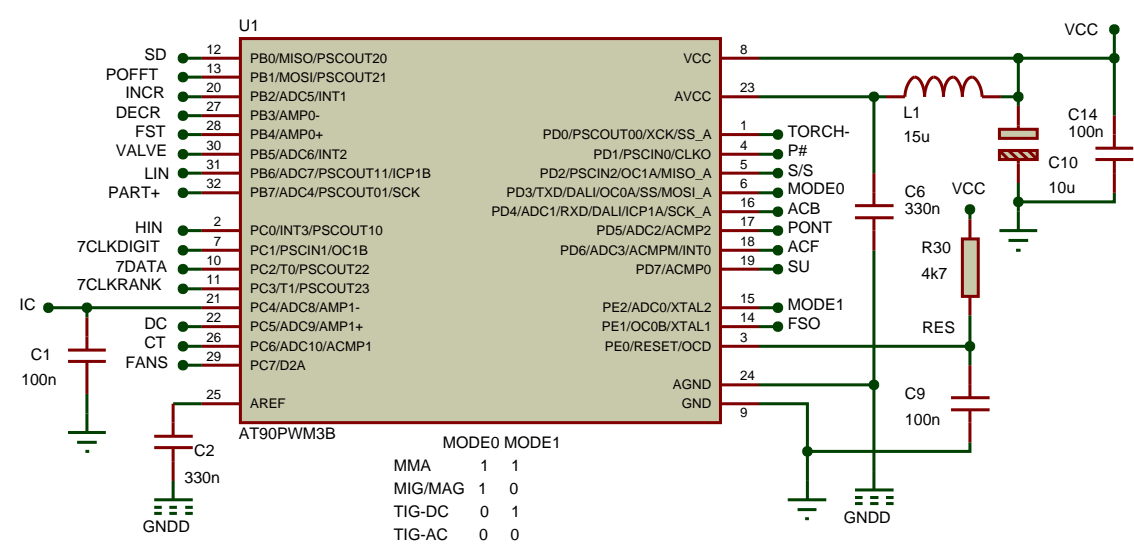 U1
VCC
SD 12 PB0/MISO/PSCOUT20 VCC 8
POFFT 13 PB1/MOSI/PSCOUT21
INCR 20 PB2/ADC5/INT1 AVCC 23
DECR 27 PB3/AMP0-
L1
15u
C14
100n
FST 28 PB4/AMP0+ PD0/PSCOUT00/XCK/SS_A 1 TORCH-
VALVE 30 PB5/ADC6/INT2 PD1/PSCIN0/CLKO 4 P#
C10
10u
LIN 31 PB6/ADC7/PSCOUT11/ICP1B PD2/PSCIN2/OC1A/MISO_A 5 S/S
PART+ 32 PB7/ADC4/PSCOUT01/SCK PD3/TXD/DALI/OC0A/SS/MOSI_A 6 MODE0
C6
330n
VCC
PD4/ADC1/RXD/DALI/ICP1A/SCK_A 16 ACB
HIN 2 PC0/INT3/PSCOUT10 PD5/ADC2/ACMP2 17 PONT
7CLKDIGIT 7 PC1/PSCIN1/OC1B PD6/ADC3/ACMPM/INT0 18 ACF
R30
4k7
7DATA 10 PC2/T0/PSCOUT22 PD7/ACMP0 19 SU
7CLKRANK 11 PC3/T1/PSCOUT23
IC 21 PC4/ADC8/AMP1- PE2/ADC0/XTAL2 15 MODE1
DC 22 PC5/ADC9/AMP1+ PE1/OC0B/XTAL1 14 FSO
RES
CT 26 PC6/ADC10/ACMP1 PE0/RESET/OCD 3
C1
100n
FANS 29 PC7/D2A
AGND 24
25 AREF GND 9
C9
100n
AT90PWM3B
C2
330n
GNDD
MODE0 MODE1
MMA 1 1
MIG/MAG 1 0
TIG-DC 0 1
TIG-AC 0 0
GNDD